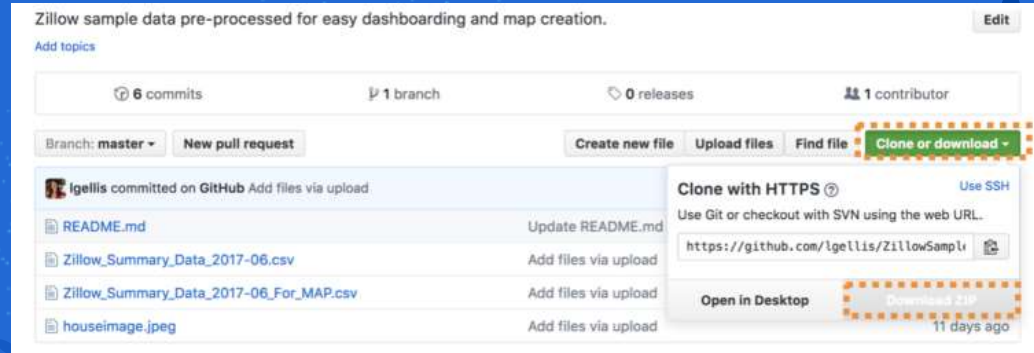 Zillow sample data pre-processed for easy dashboarding and map creation.
Edit
Add topics
6 commits
1 branch
0 releases
1 contributor
Branch: master
New pull request
Create new file
Upload files
Find file
Clone or download
lgellis committed on GitHub Add files via upload
Clone with HTTPS
Use SSH
Use Git or checkout with SVN using the web URL.
https://github.com/lgellis/ZillowSampl
Open in Desktop
Download ZIP
README.md
Update README.md
Zillow_Summary_Data_2017-06.csv
Add files via upload
Zillow_Summary_Data_2017-06_For_MAP.csv
Add files via upload
houseimage.jpeg
Add files via upload
11 days ago